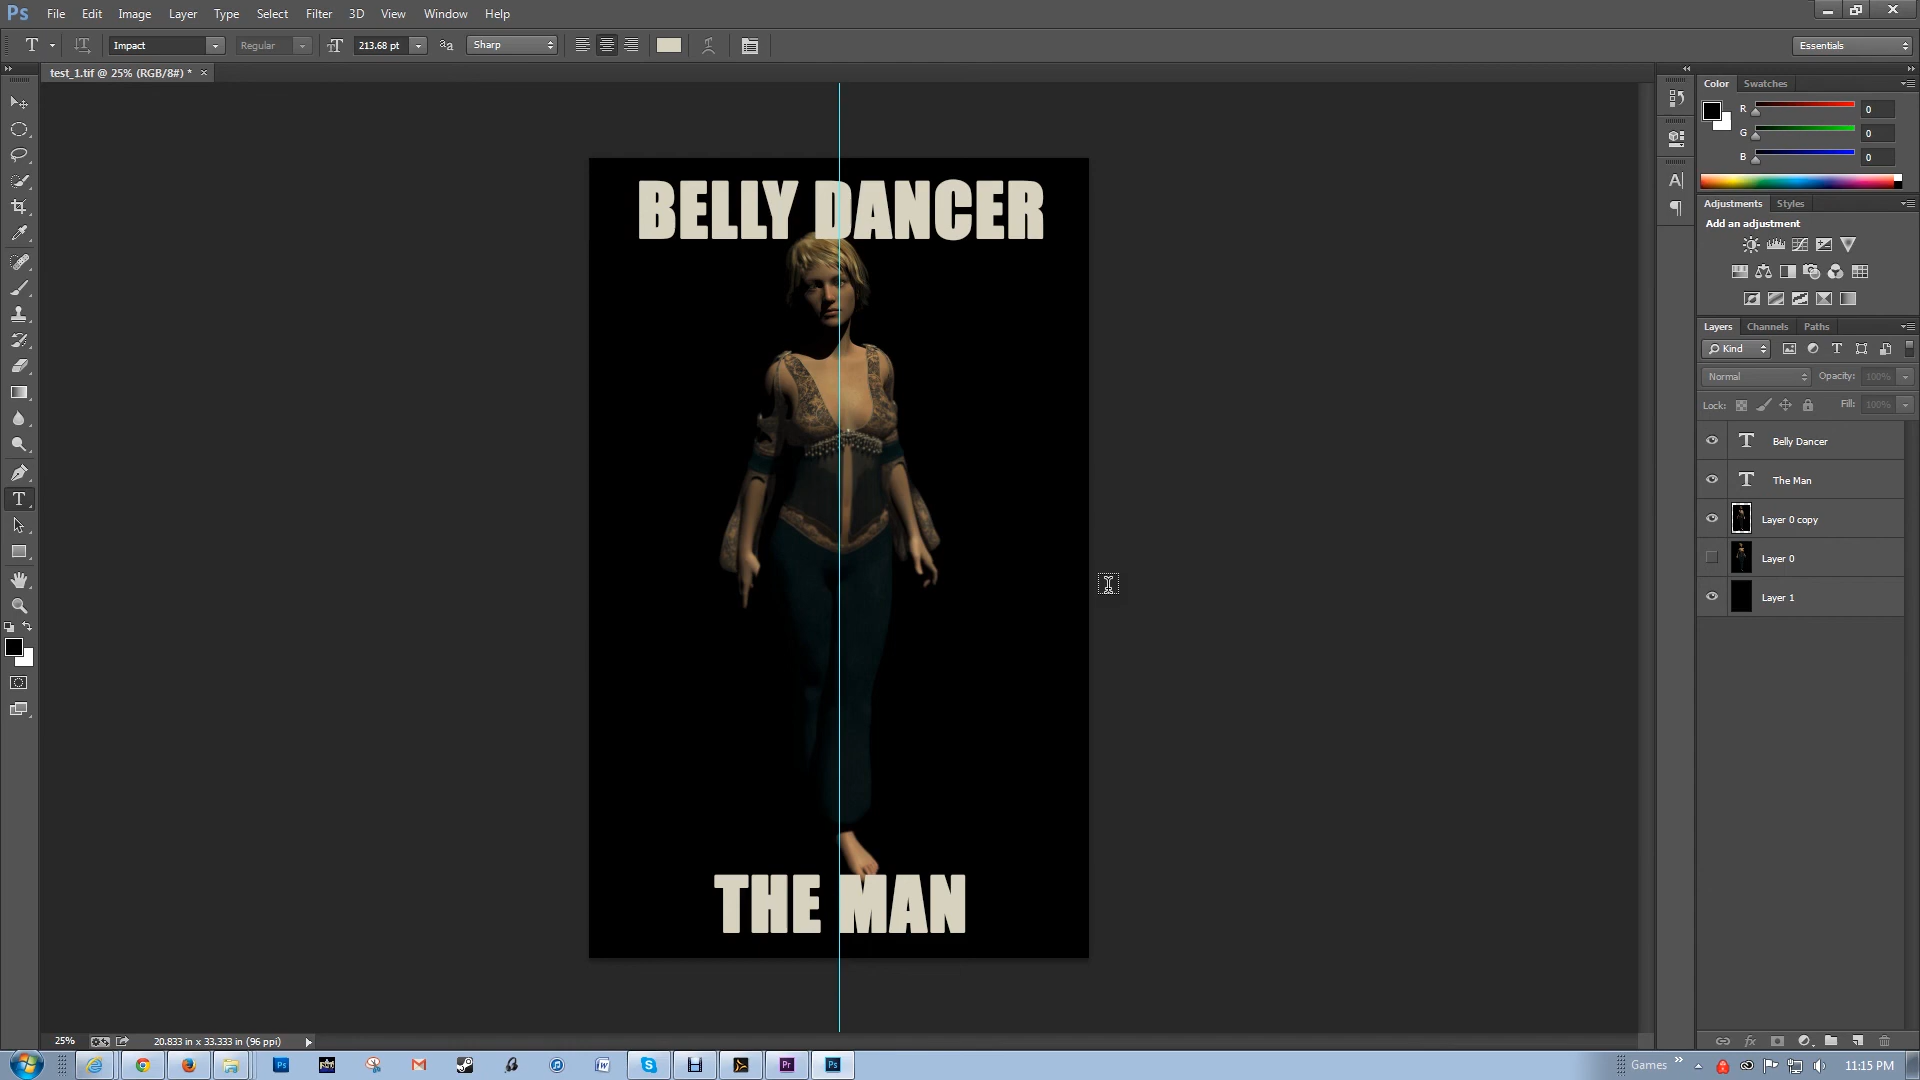 Ps File Edit Image Layer Type Select Filter 3D View Window Help
T Impact Regular 213.68 pt aa Sharp Essentials
test_1.tif @ 25% (RGB/8#) * ×
Color Swatches
R 0
G 0
B 0
Adjustments Styles
Add an adjustment
Layers Channels Paths
Kind
Normal Opacity: 100%
Lock: Fill: 100%
Belly Dancer
The Man
Layer 0 copy
Layer 0
Layer 1
BELLY DANCER
THE MAN
25% 20.833 in x 33.333 in (96 ppi)
Games 11:15 PM